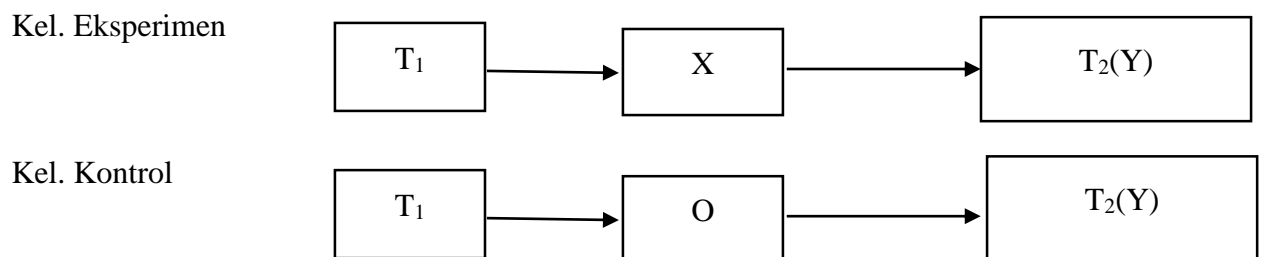 Kel. Eksperimen
T₁ X T₂(Y)
Kel. Kontrol
T₁ O T₂(Y)